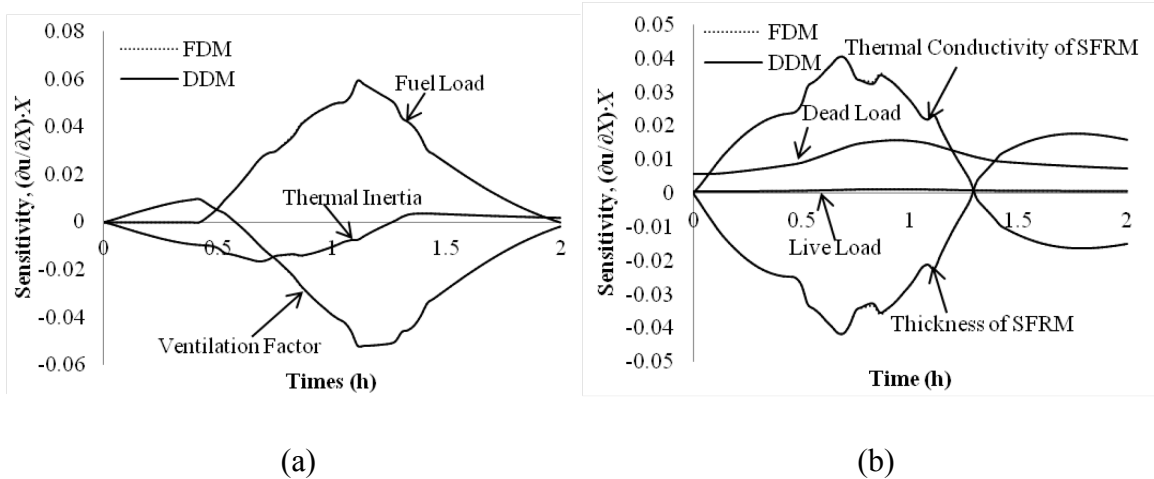 0.08
0.06
0.04
0.02
0
-0.02
-0.04
-0.06
Sensitivity, (∂u/∂X)·X
FDM
DDM
Fuel Load
Thermal Inertia
Ventilation Factor
0 0.5 1 1.5 2
Times (h)
(a)
0.05
0.04
0.03
0.02
0.01
0
-0.01
-0.02
-0.03
-0.04
-0.05
Sensitivity, (∂u/∂X)·X
FDM
DDM
Thermal Conductivity of SFRM
Dead Load
Live Load
Thickness of SFRM
0 0.5 1 1.5 2
Time (h)
(b)